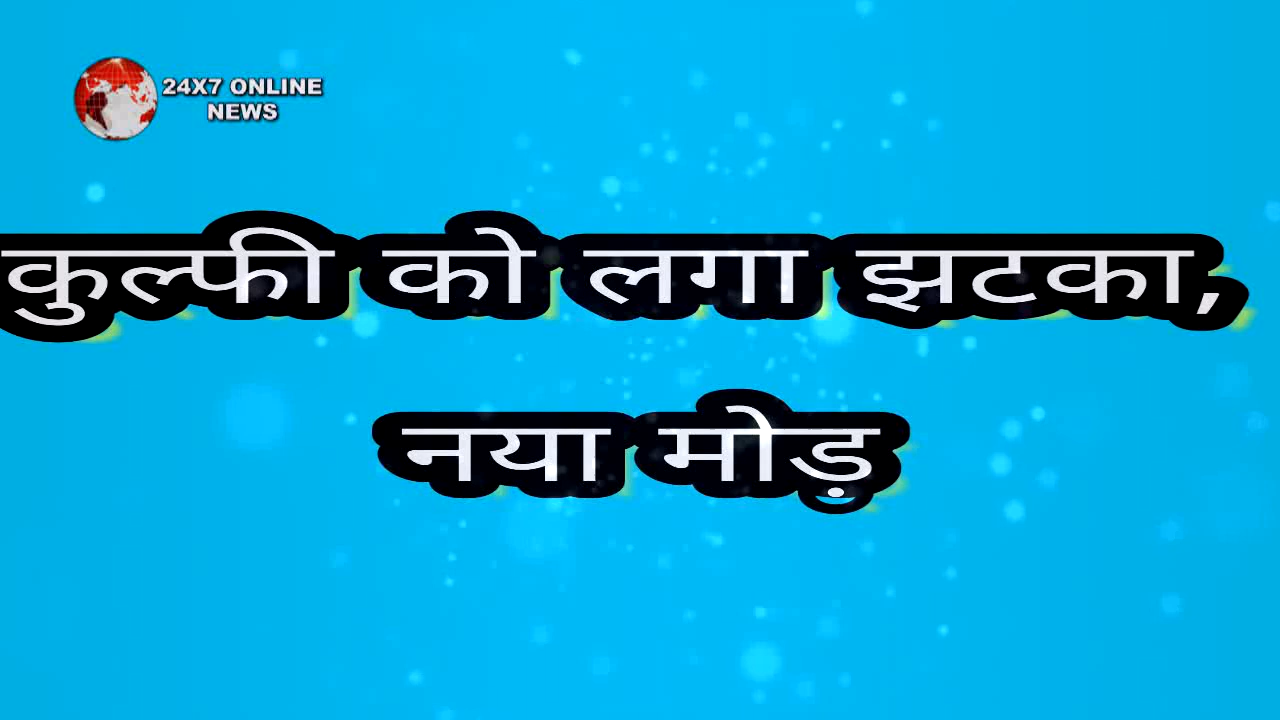 24X7 ONLINE
NEWS
कुल्फी को लगा झटका,
नया मोड़